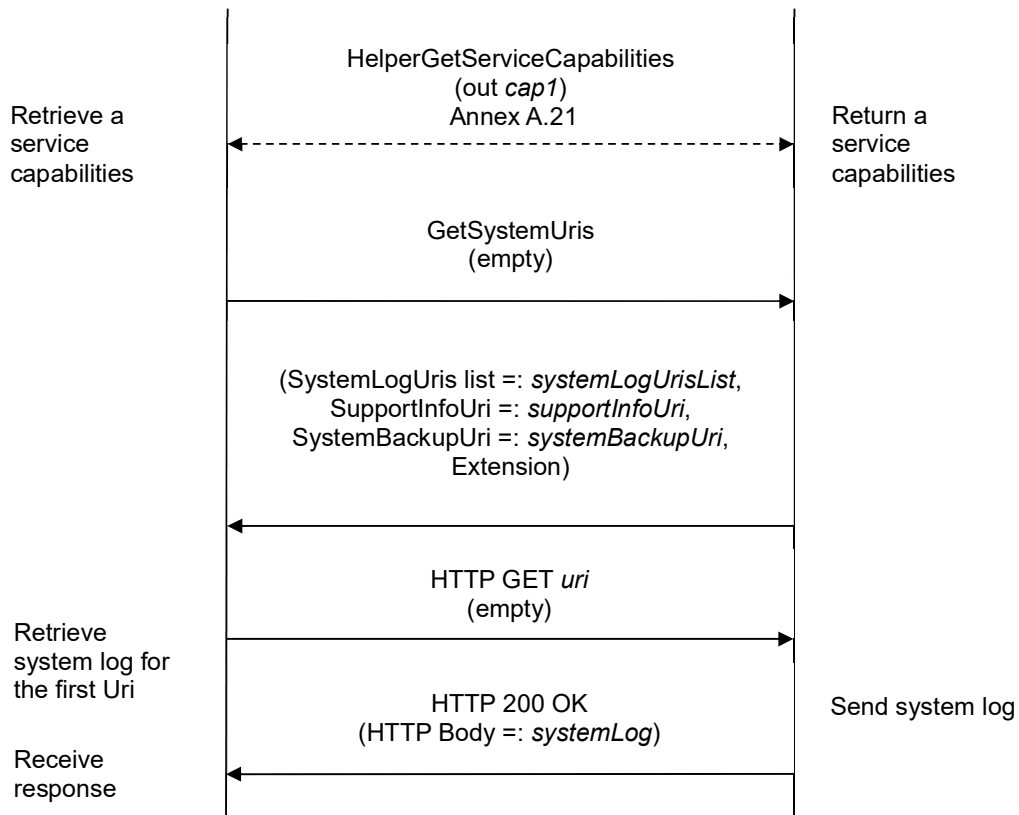 HelperGetServiceCapabilities
(out cap1)
Annex A.21
Retrieve a
service
capabilities
Return a
service
capabilities
GetSystemUris
(empty)
(SystemLogUris list =: systemLogUrisList,
SupportInfoUri =: supportInfoUri,
SystemBackupUri =: systemBackupUri,
Extension)
HTTP GET uri
(empty)
Retrieve
system log for
the first Uri
HTTP 200 OK
(HTTP Body =: systemLog)
Send system log
Receive
response